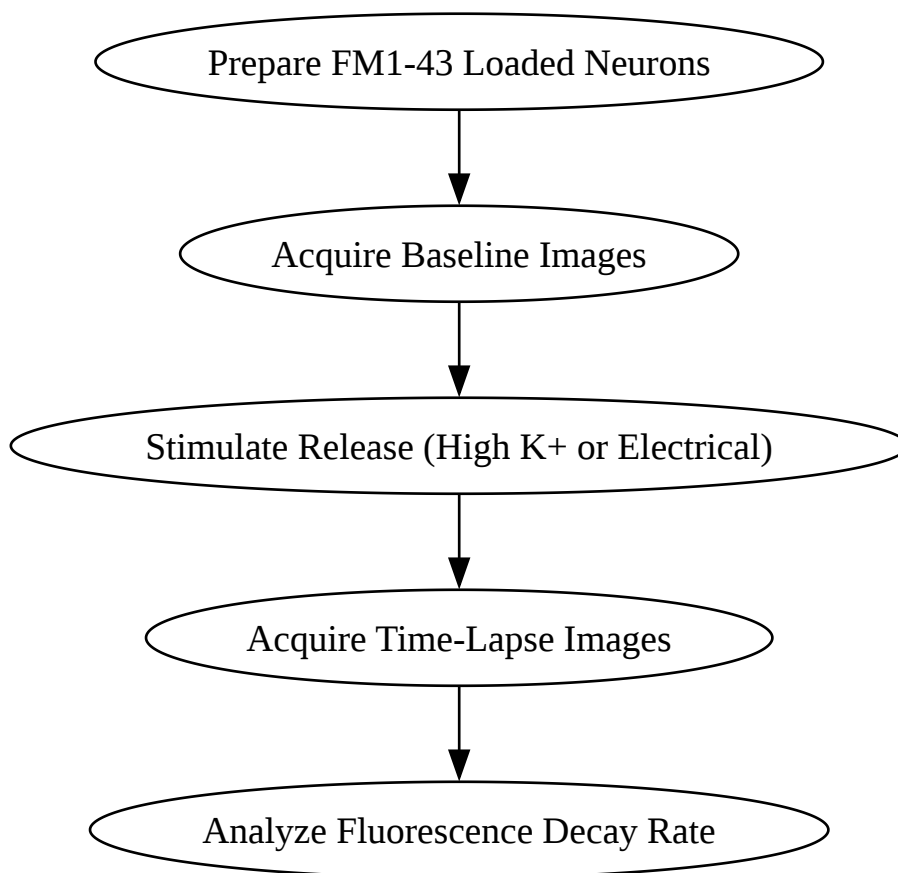 Prepare FM1-43 Loaded Neurons
Acquire Baseline Images
Stimulate Release (High K+ or Electrical)
Acquire Time-Lapse Images
Analyze Fluorescence Decay Rate